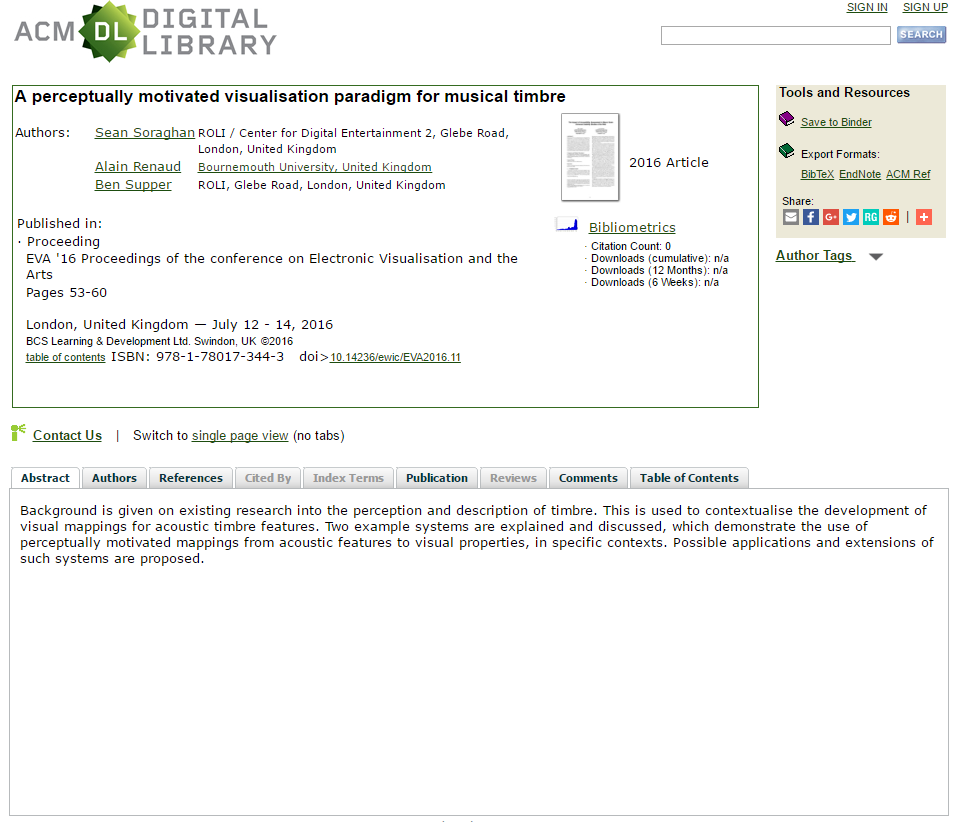 ACM DL DIGITAL LIBRARY
SIGN IN SIGN UP
SEARCH
A perceptually motivated visualisation paradigm for musical timbre
Authors: Sean Soraghan ROLI / Center for Digital Entertainment 2, Glebe Road,
London, United Kingdom
Alain Renaud Bournemouth University, United Kingdom
Ben Supper ROLI, Glebe Road, London, United Kingdom
2016 Article
Published in:
· Proceeding
EVA '16 Proceedings of the conference on Electronic Visualisation and the
Arts
Pages 53-60
London, United Kingdom — July 12 - 14, 2016
BCS Learning & Development Ltd. Swindon, UK ©2016
table of contents ISBN: 978-1-78017-344-3 doi>10.14236/ewic/EVA2016.11
Bibliometrics
· Citation Count: 0
· Downloads (cumulative): n/a
· Downloads (12 Months): n/a
· Downloads (6 Weeks): n/a
Tools and Resources
Save to Binder
Export Formats:
BibTeX EndNote ACM Ref
Share:
f G+ RG | +
Author Tags
Contact Us | Switch to single page view (no tabs)
Abstract Authors References Cited By Index Terms Publication Reviews Comments Table of Contents
Background is given on existing research into the perception and description of timbre. This is used to contextualise the development of
visual mappings for acoustic timbre features. Two example systems are explained and discussed, which demonstrate the use of
perceptually motivated mappings from acoustic features to visual properties, in specific contexts. Possible applications and extensions of
such systems are proposed.